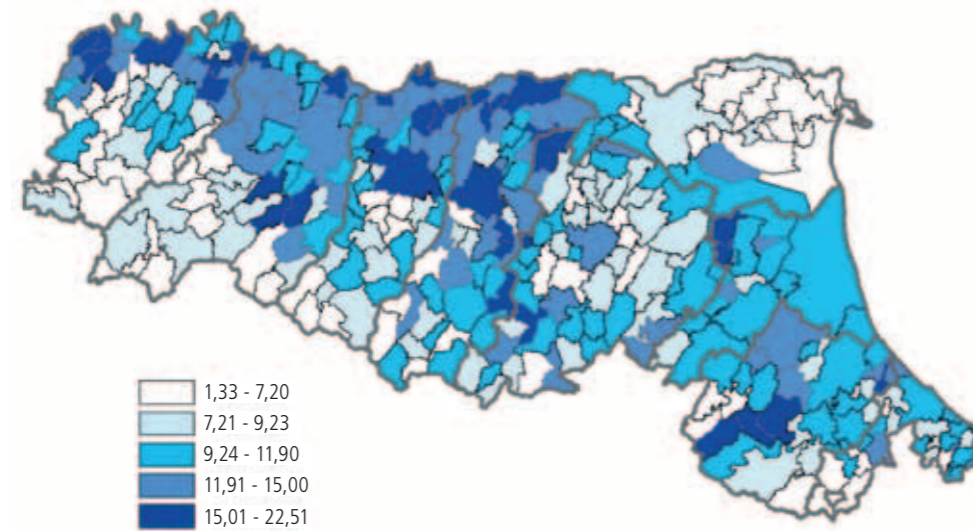 1,33 - 7,20
7,21 - 9,23
9,24 - 11,90
11,91 - 15,00
15,01 - 22,51